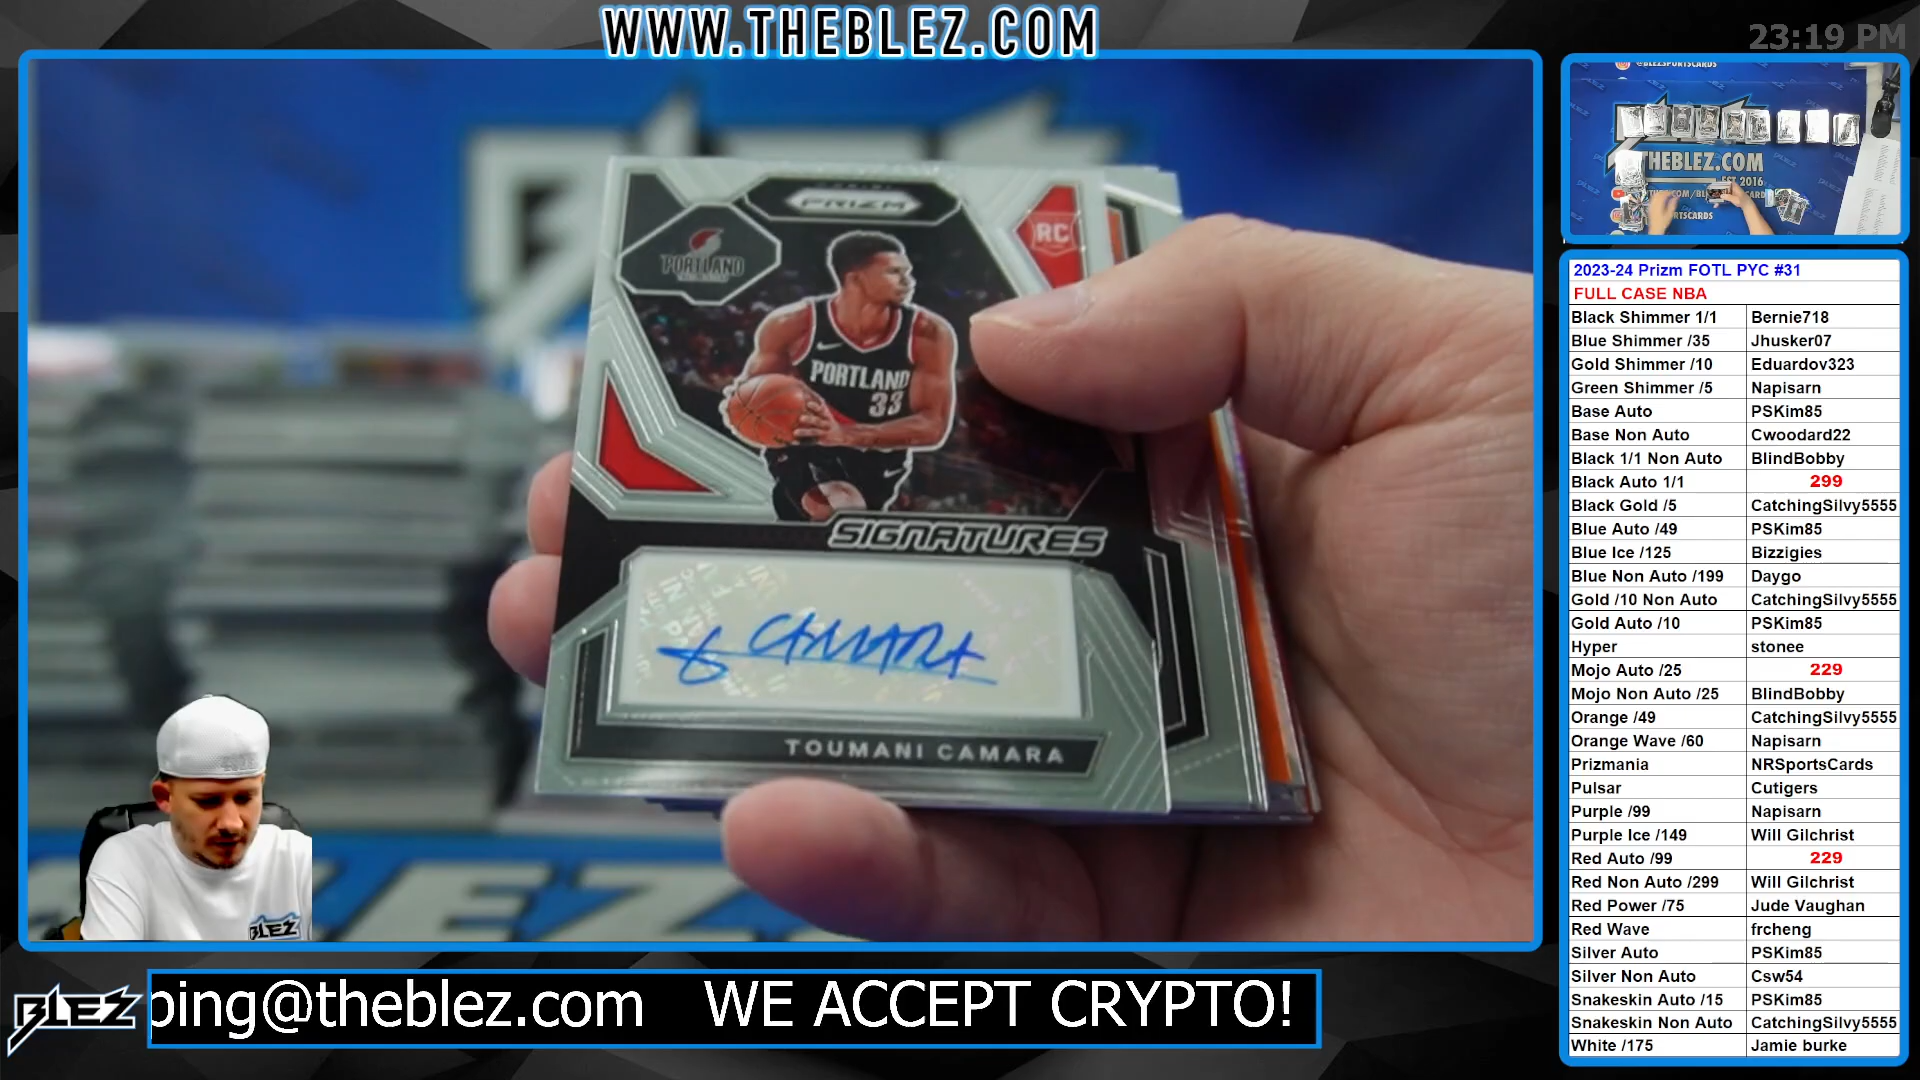 WWW.THEBLEZ.COM
23:19 PM
PRIZM
PORTLAND
RC
PORTLAND
33
SIGNATURES
CAMARA
TOUMANI CAMARA
@BLEZSPORTSCARDS
THEBLEZ.COM
EST. 2016
2023-24 Prizm FOTL PYC #31
FULL CASE NBA
Black Shimmer 1/1 Bernie718
Blue Shimmer /35 Jhusker07
Gold Shimmer /10 Eduardov323
Green Shimmer /5 Napisarn
Base Auto PSKim85
Base Non Auto Cwoodard22
Black 1/1 Non Auto BlindBobby
Black Auto 1/1 299
Black Gold /5 CatchingSilvy5555
Blue Auto /49 PSKim85
Blue Ice /125 Bizzigies
Blue Non Auto /199 Daygo
Gold /10 Non Auto CatchingSilvy5555
Gold Auto /10 PSKim85
Hyper stonee
Mojo Auto /25 229
Mojo Non Auto /25 BlindBobby
Orange /49 CatchingSilvy5555
Orange Wave /60 Napisarn
Prizmania NRSportsCards
Pulsar Cutigers
Purple /99 Napisarn
Purple Ice /149 Will Gilchrist
Red Auto /99 229
Red Non Auto /299 Will Gilchrist
Red Power /75 Jude Vaughan
Red Wave frcheng
Silver Auto PSKim85
Silver Non Auto Csw54
Snakeskin Auto /15 PSKim85
Snakeskin Non Auto CatchingSilvy5555
White /175 Jamie burke
BLEZ
BLEZ
ping@theblez.com WE ACCEPT CRYPTO!